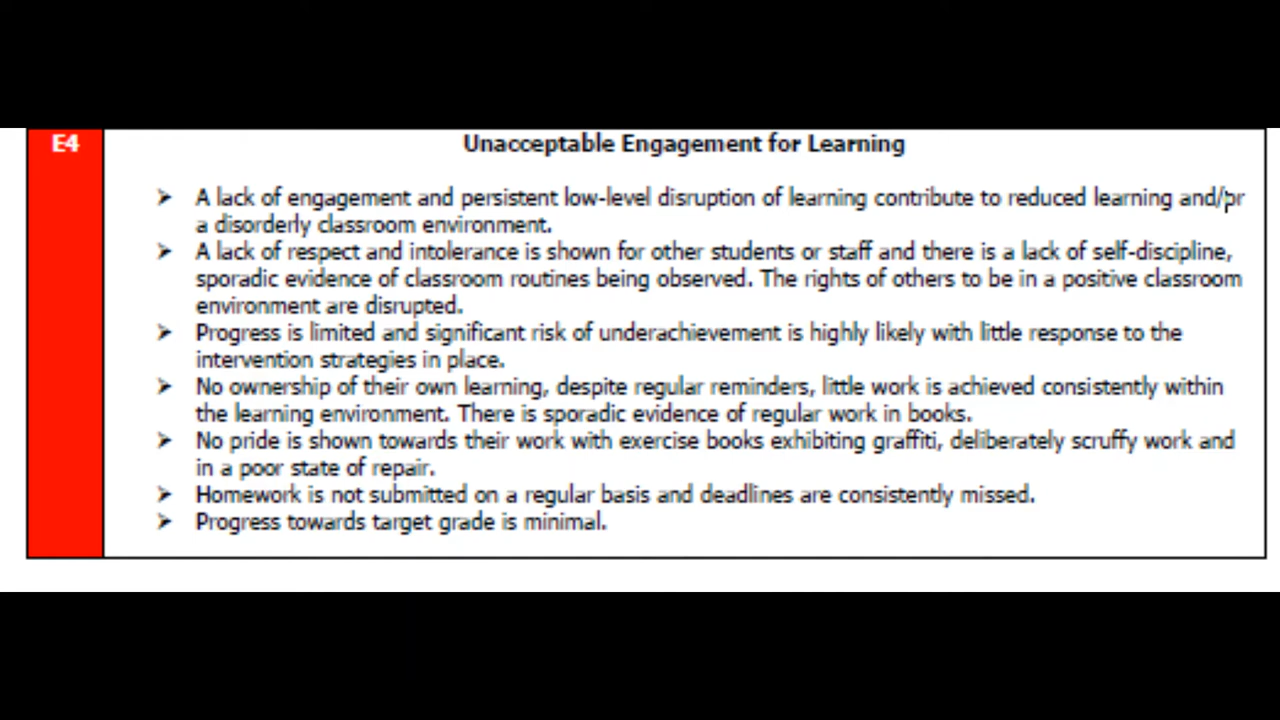 E4
Unacceptable Engagement for Learning
➢ A lack of engagement and persistent low-level disruption of learning contribute to reduced learning and/or
a disorderly classroom environment.
➢ A lack of respect and intolerance is shown for other students or staff and there is a lack of self-discipline,
sporadic evidence of classroom routines being observed. The rights of others to be in a positive classroom
environment are disrupted.
➢ Progress is limited and significant risk of underachievement is highly likely with little response to the
intervention strategies in place.
➢ No ownership of their own learning, despite regular reminders, little work is achieved consistently within
the learning environment. There is sporadic evidence of regular work in books.
➢ No pride is shown towards their work with exercise books exhibiting graffiti, deliberately scruffy work and
in a poor state of repair.
➢ Homework is not submitted on a regular basis and deadlines are consistently missed.
➢ Progress towards target grade is minimal.